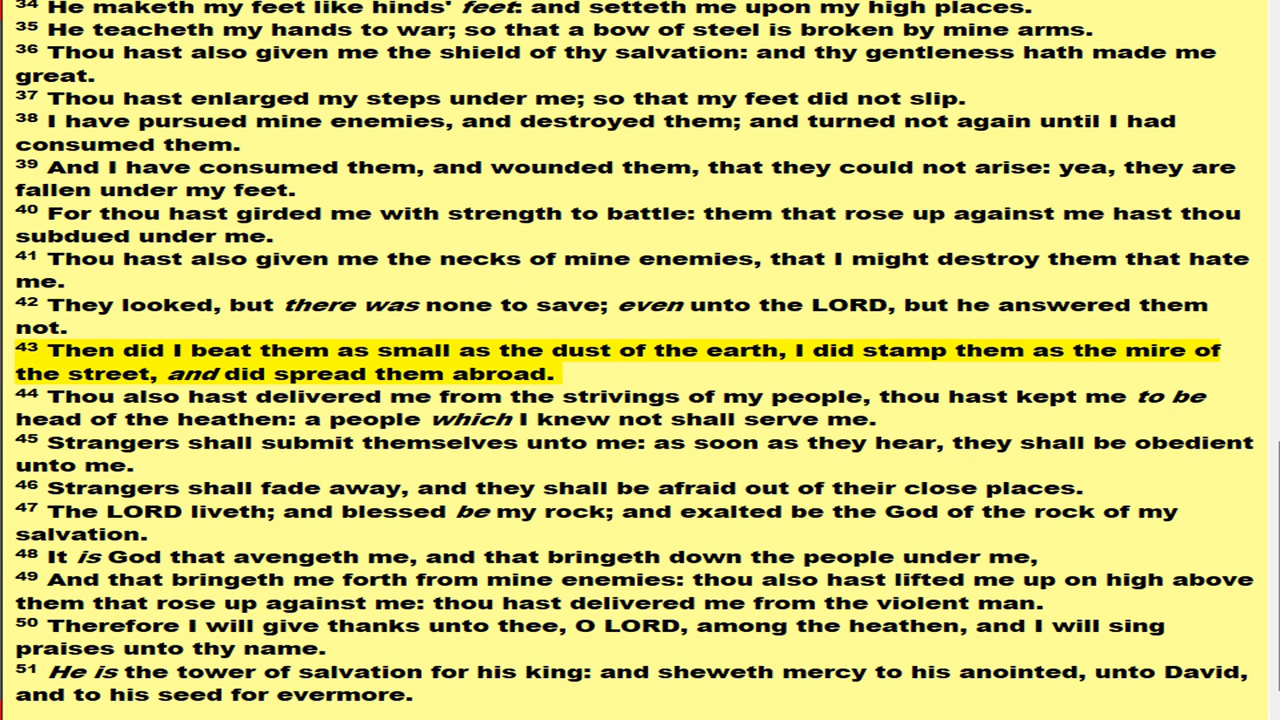 34 He maketh my feet like hinds' feet: and setteth me upon my high places.
35 He teacheth my hands to war; so that a bow of steel is broken by mine arms.
36 Thou hast also given me the shield of thy salvation: and thy gentleness hath made me
great.
37 Thou hast enlarged my steps under me; so that my feet did not slip.
38 I have pursued mine enemies, and destroyed them; and turned not again until I had
consumed them.
39 And I have consumed them, and wounded them, that they could not arise: yea, they are
fallen under my feet.
40 For thou hast girded me with strength to battle: them that rose up against me hast thou
subdued under me.
41 Thou hast also given me the necks of mine enemies, that I might destroy them that hate
me.
42 They looked, but there was none to save; even unto the LORD, but he answered them
not.
43 Then did I beat them as small as the dust of the earth, I did stamp them as the mire of
the street, and did spread them abroad.
44 Thou also hast delivered me from the strivings of my people, thou hast kept me to be
head of the heathen: a people which I knew not shall serve me.
45 Strangers shall submit themselves unto me: as soon as they hear, they shall be obedient
unto me.
46 Strangers shall fade away, and they shall be afraid out of their close places.
47 The LORD liveth; and blessed be my rock; and exalted be the God of the rock of my
salvation.
48 It is God that avengeth me, and that bringeth down the people under me,
49 And that bringeth me forth from mine enemies: thou also hast lifted me up on high above
them that rose up against me: thou hast delivered me from the violent man.
50 Therefore I will give thanks unto thee, O LORD, among the heathen, and I will sing
praises unto thy name.
51 He is the tower of salvation for his king: and sheweth mercy to his anointed, unto David,
and to his seed for evermore.